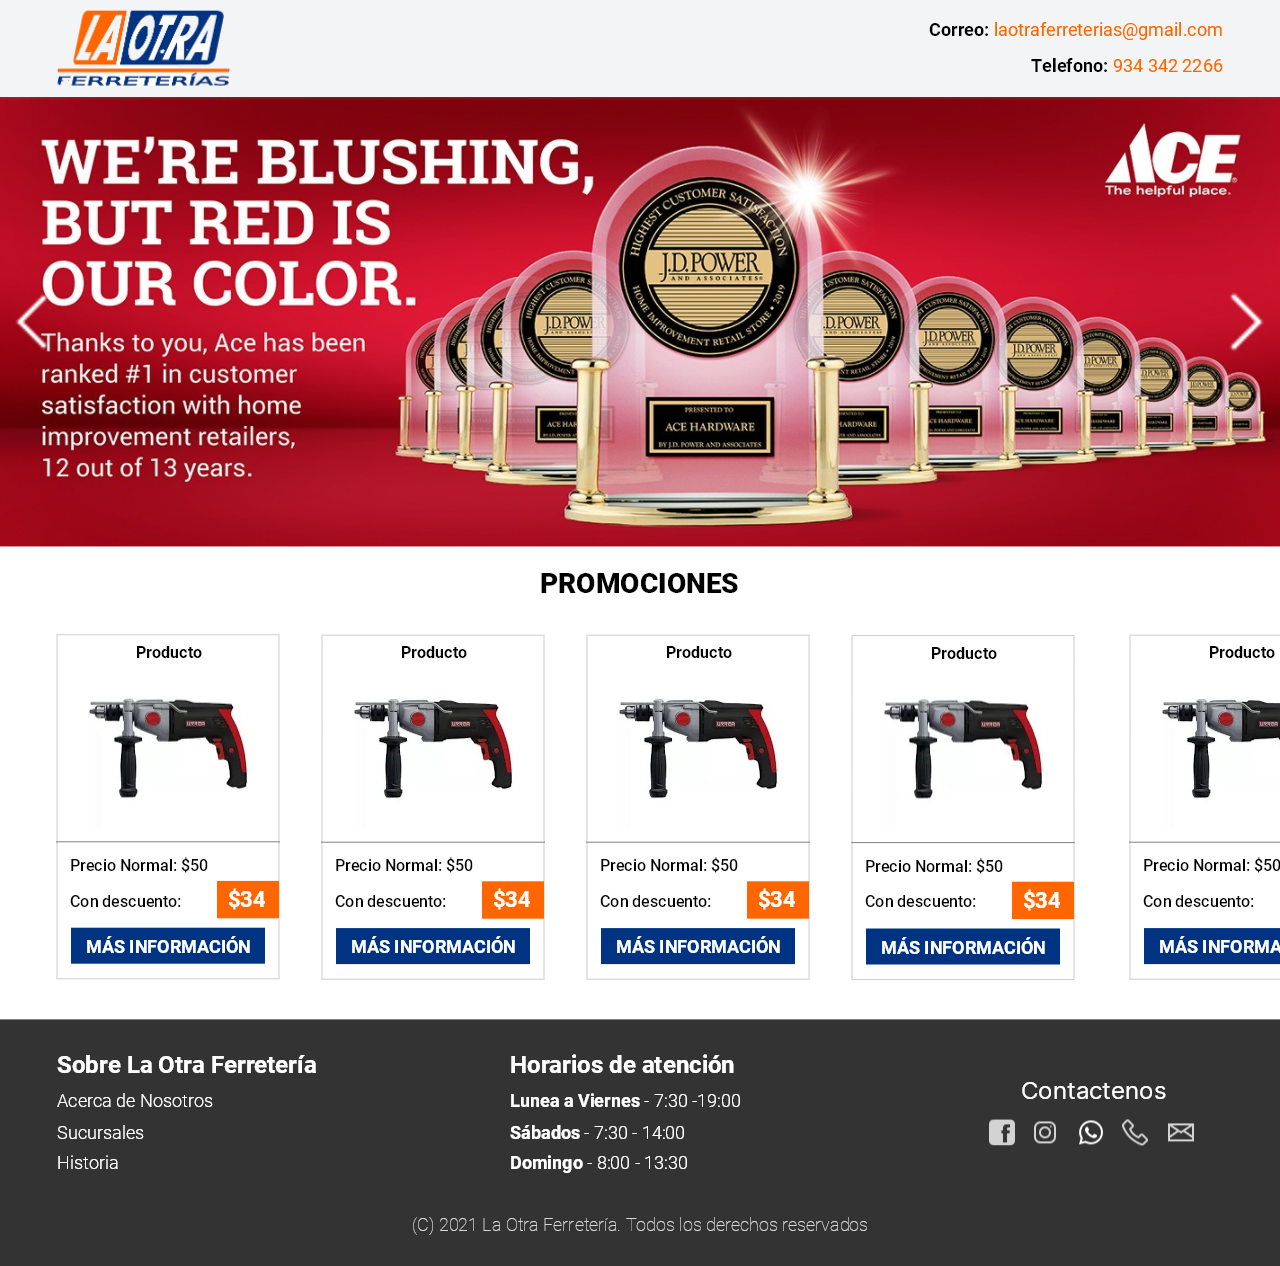 LA OTRA
FERRETERÍAS
Correo: laotraferreterias@gmail.com
Telefono: 934 342 2266
WE'RE BLUSHING,
BUT RED IS
OUR COLOR.
Thanks to you, Ace has been
ranked #1 in customer
satisfaction with home
improvement retailers,
12 out of 13 years.
ACE
The helpful place.
HIGHEST CUSTOMER SATISFACTION
J.D.POWER
AND ASSOCIATES
HOME IMPROVEMENT RETAIL STORE • 2019
PRESENTED TO
ACE HARDWARE
BY J.D. POWER AND ASSOCIATES
PROMOCIONES
Producto
Precio Normal: $50
Con descuento: $34
MÁS INFORMACIÓN
Producto
Precio Normal: $50
Con descuento: $34
MÁS INFORMACIÓN
Producto
Precio Normal: $50
Con descuento: $34
MÁS INFORMACIÓN
Producto
Precio Normal: $50
Con descuento: $34
MÁS INFORMACIÓN
Producto
Precio Normal: $50
Con descuento:
MÁS INFORMA
Sobre La Otra Ferretería
Acerca de Nosotros
Sucursales
Historia
Horarios de atención
Lunea a Viernes - 7:30 -19:00
Sábados - 7:30 - 14:00
Domingo - 8:00 - 13:30
Contactenos
(C) 2021 La Otra Ferretería. Todos los derechos reservados